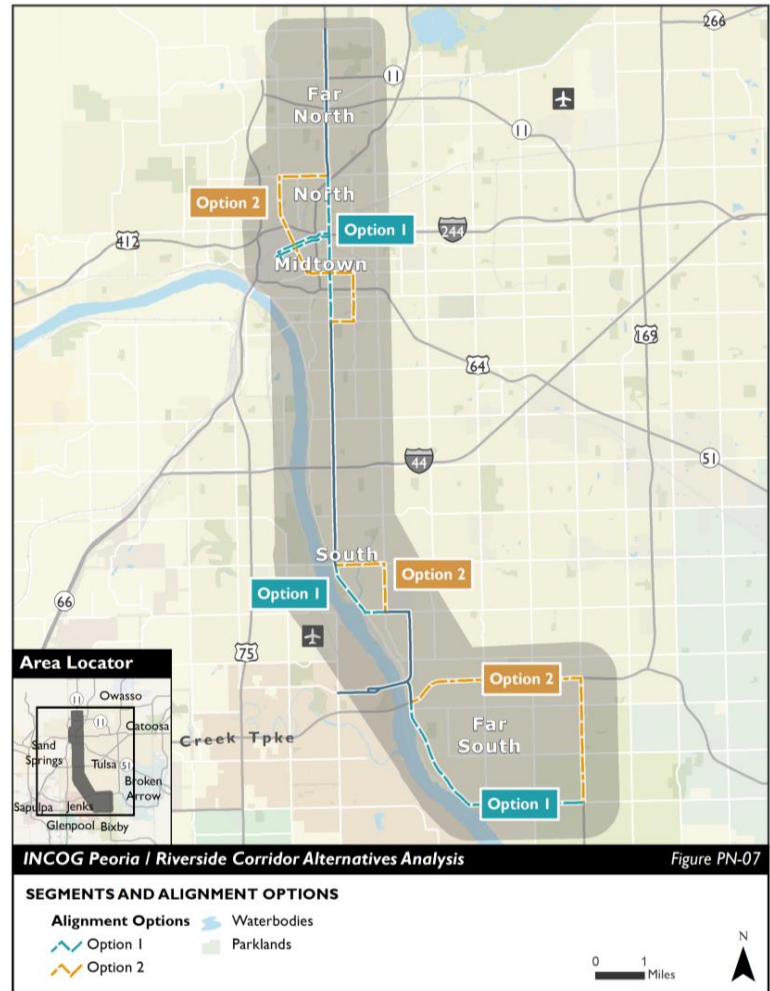 266
11
Far
North
11
Option 2
North
Option 1
412
244
Midtown
169
64
44
51
South
Option 2
Option 1
66
75
Option 2
Far
South
Creek Tpke
Option 1
Area Locator
11
Owasso
11
Catoosa
Sand
Springs
Tulsa
51
Broken
Arrow
Sapulpa
Jenks
Glenpool
Bixby
INCOG Peoria / Riverside Corridor Alternatives Analysis
Figure PN-07
SEGMENTS AND ALIGNMENT OPTIONS
Alignment Options
Waterbodies
Option 1
Parklands
Option 2
0 1
Miles
N